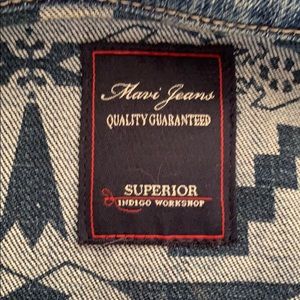 Mavi Jeans
QUALITY GUARANTEED
SUPERIOR
INDIGO WORKSHOP